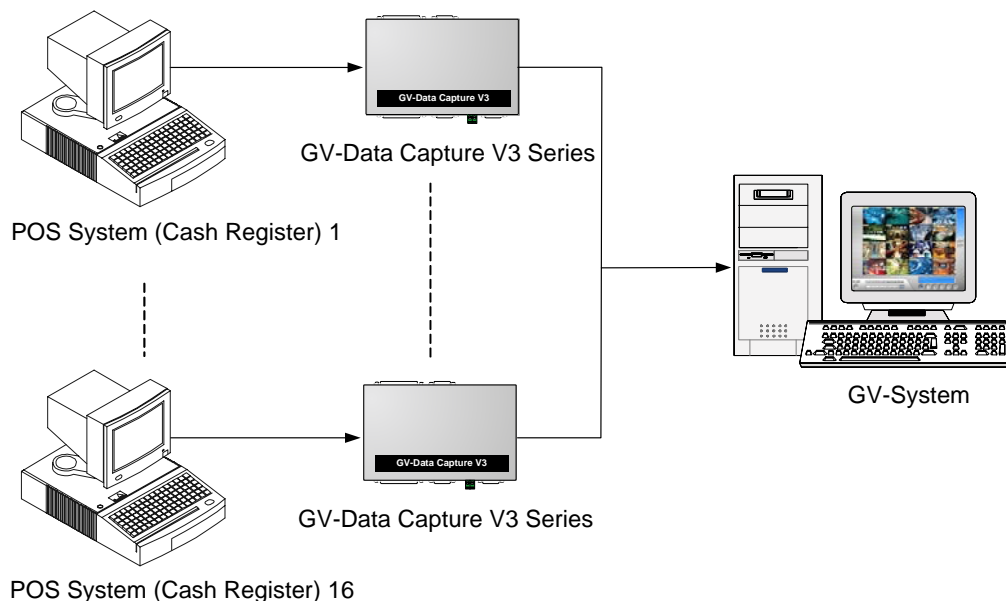 GV-Data Capture V3
GV-Data Capture V3 Series
POS System (Cash Register) 1
GV-System
GV-Data Capture V3
GV-Data Capture V3 Series
POS System (Cash Register) 16